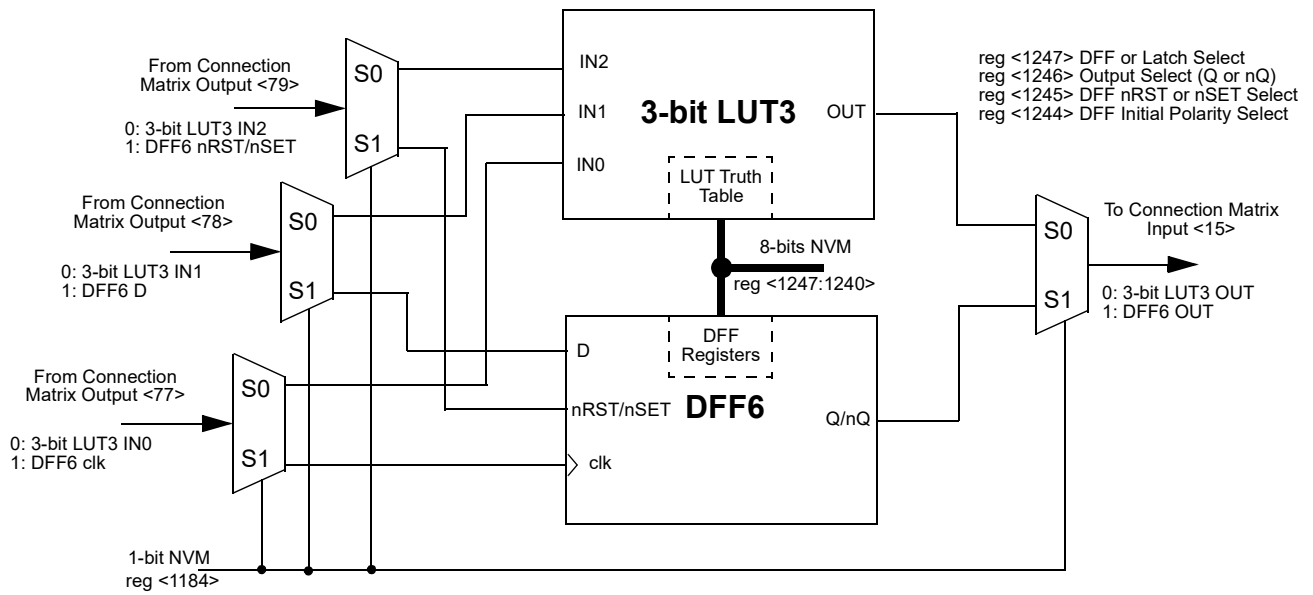 From Connection
Matrix Output <79>
0: 3-bit LUT3 IN2
1: DFF6 nRST/nSET
S0
S1
From Connection
Matrix Output <78>
0: 3-bit LUT3 IN1
1: DFF6 D
S0
S1
From Connection
Matrix Output <77>
0: 3-bit LUT3 IN0
1: DFF6 clk
S0
S1
1-bit NVM
reg <1184>
IN2
IN1
IN0
3-bit LUT3
OUT
LUT Truth
Table
8-bits NVM
reg <1247:1240>
DFF
Registers
D
nRST/nSET
DFF6
Q/nQ
clk
reg <1247> DFF or Latch Select
reg <1246> Output Select (Q or nQ)
reg <1245> DFF nRST or nSET Select
reg <1244> DFF Initial Polarity Select
S0
S1
To Connection Matrix
Input <15>
0: 3-bit LUT3 OUT
1: DFF6 OUT